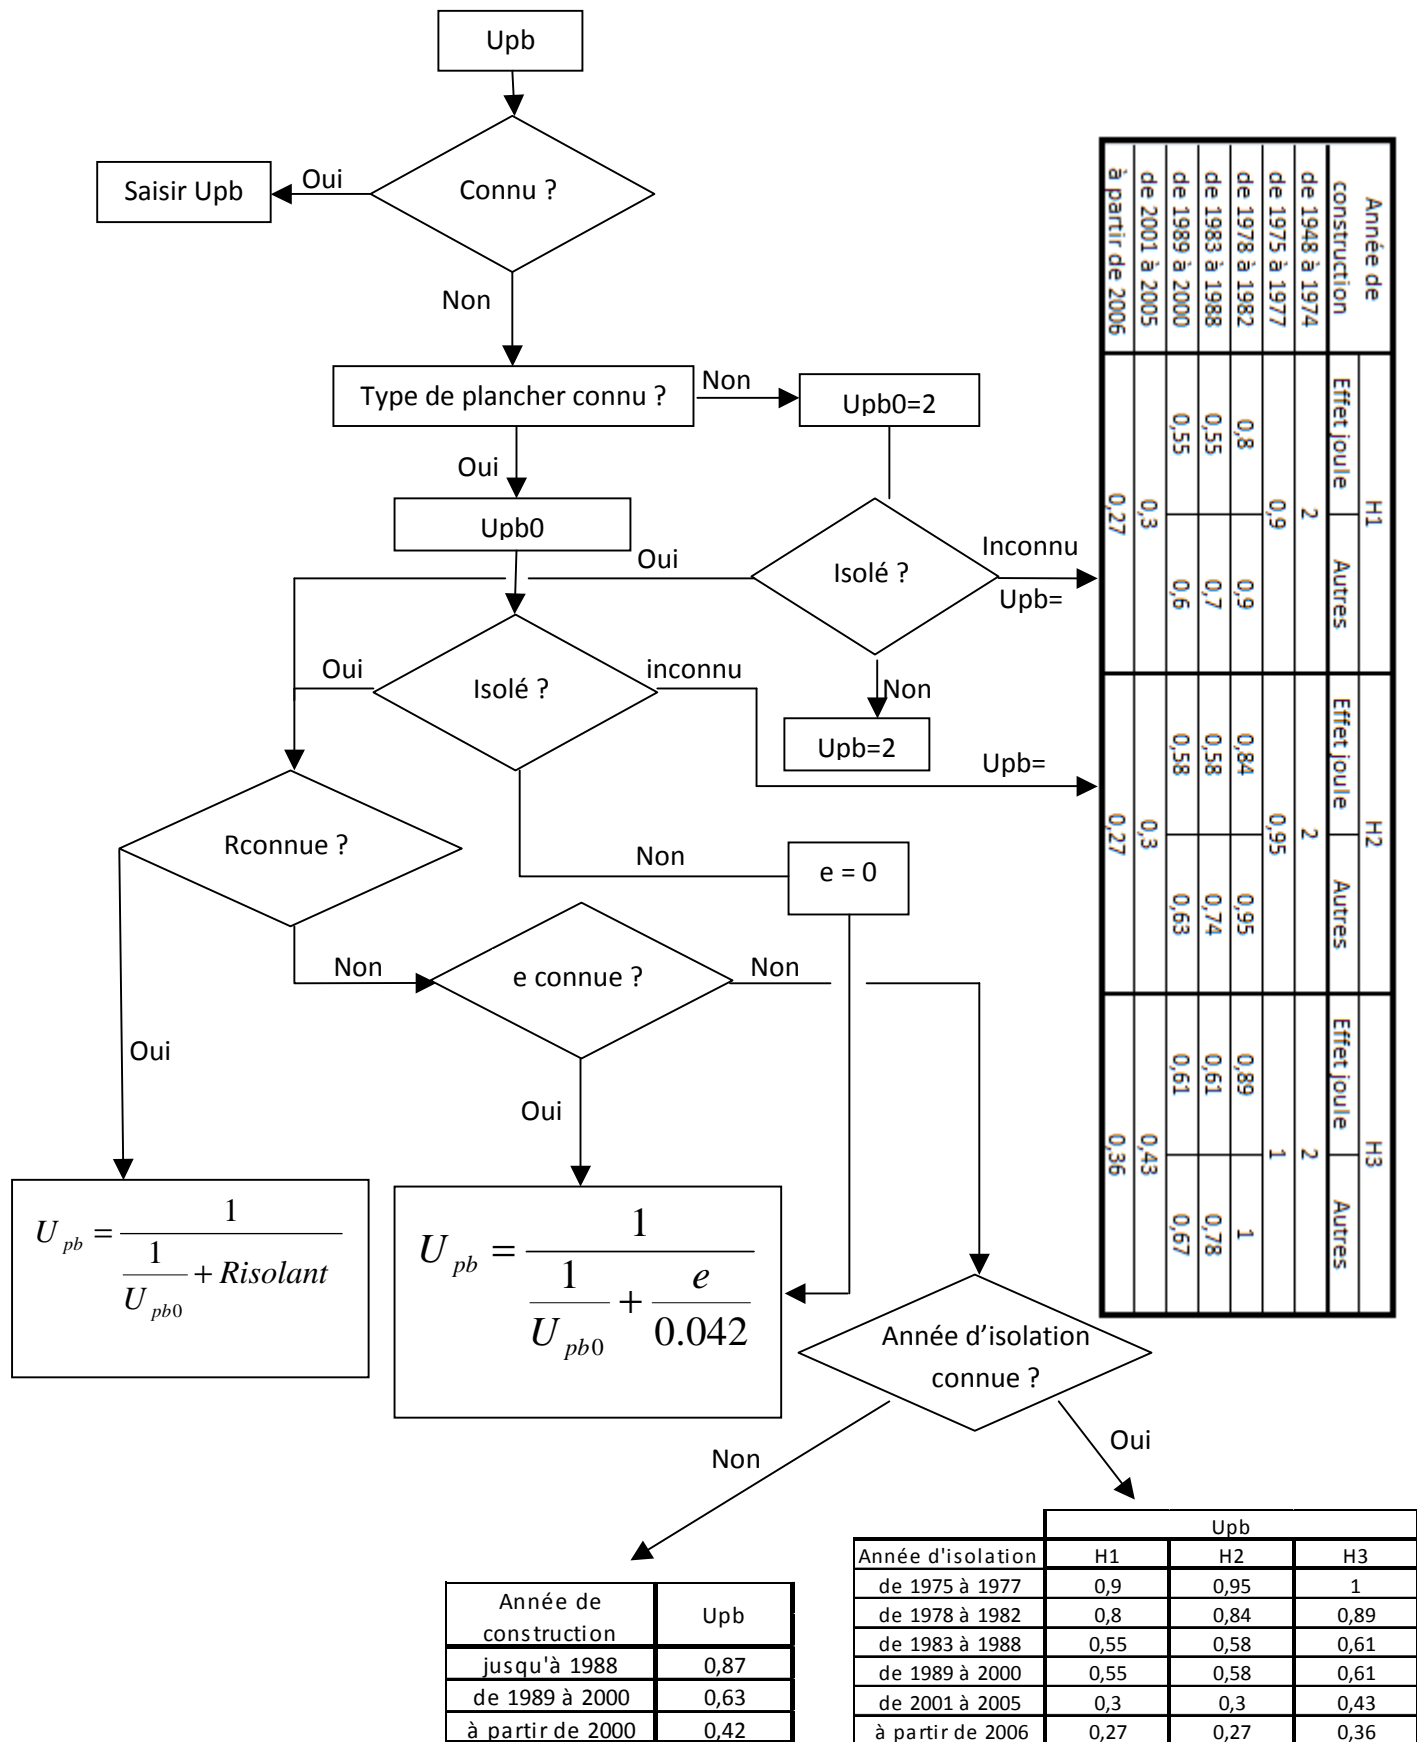 Upb
Connu ?
Oui
Saisir Upb
Non
Type de plancher connu ?
Non
Upb0=2
Oui
Upb0
Isolé ?
Oui
Inconnu
Upb=
Non
Upb=2
Isolé ?
Oui
inconnu
Upb=
Non
e = 0
Rconnue ?
Non
Oui
e connue ?
Non
Oui
U pb = 1 / (1 / U pb0 + Risolant)
U pb = 1 / (1 / U pb0 + e / 0.042)
Année d'isolation
connue ?
Non
Oui
Année de construction H1 H2 H3
Effet joule Autres Effet joule Autres Effet joule Autres
de 1948 à 1974 2 2 2
de 1975 à 1977 0,9 0,95 1
de 1978 à 1982 0,8 0,9 0,84 0,95 0,89 1
de 1983 à 1988 0,55 0,7 0,58 0,74 0,61 0,78
de 1989 à 2000 0,55 0,6 0,58 0,63 0,61 0,67
de 2001 à 2005 0,3 0,3 0,43
à partir de 2006 0,27 0,27 0,36
Année de
construction Upb
jusqu'à 1988 0,87
de 1989 à 2000 0,63
à partir de 2000 0,42
Upb
Année d'isolation H1 H2 H3
de 1975 à 1977 0,9 0,95 1
de 1978 à 1982 0,8 0,84 0,89
de 1983 à 1988 0,55 0,58 0,61
de 1989 à 2000 0,55 0,58 0,61
de 2001 à 2005 0,3 0,3 0,43
à partir de 2006 0,27 0,27 0,36